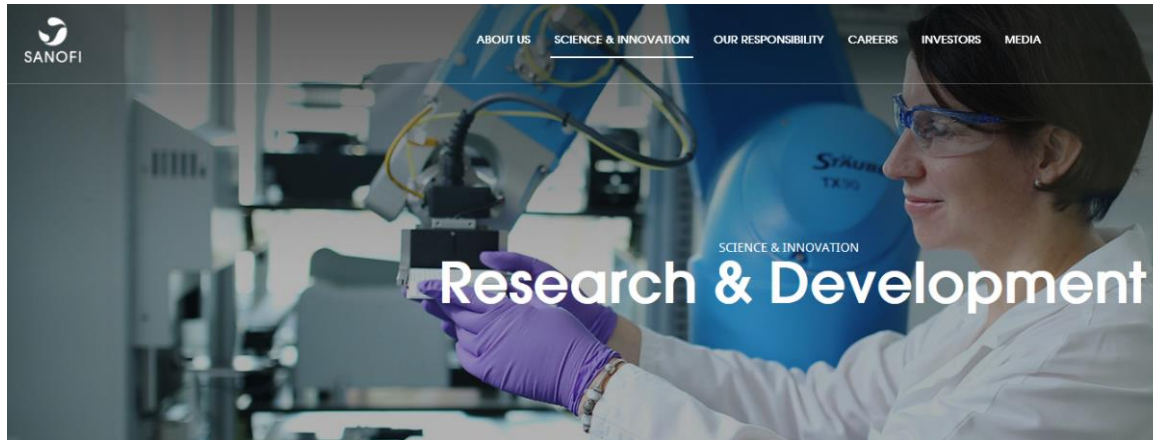 SANOFI
ABOUT US SCIENCE & INNOVATION OUR RESPONSIBILITY CAREERS INVESTORS MEDIA
STÄUBLI
TX90
SCIENCE & INNOVATION
Research & Development